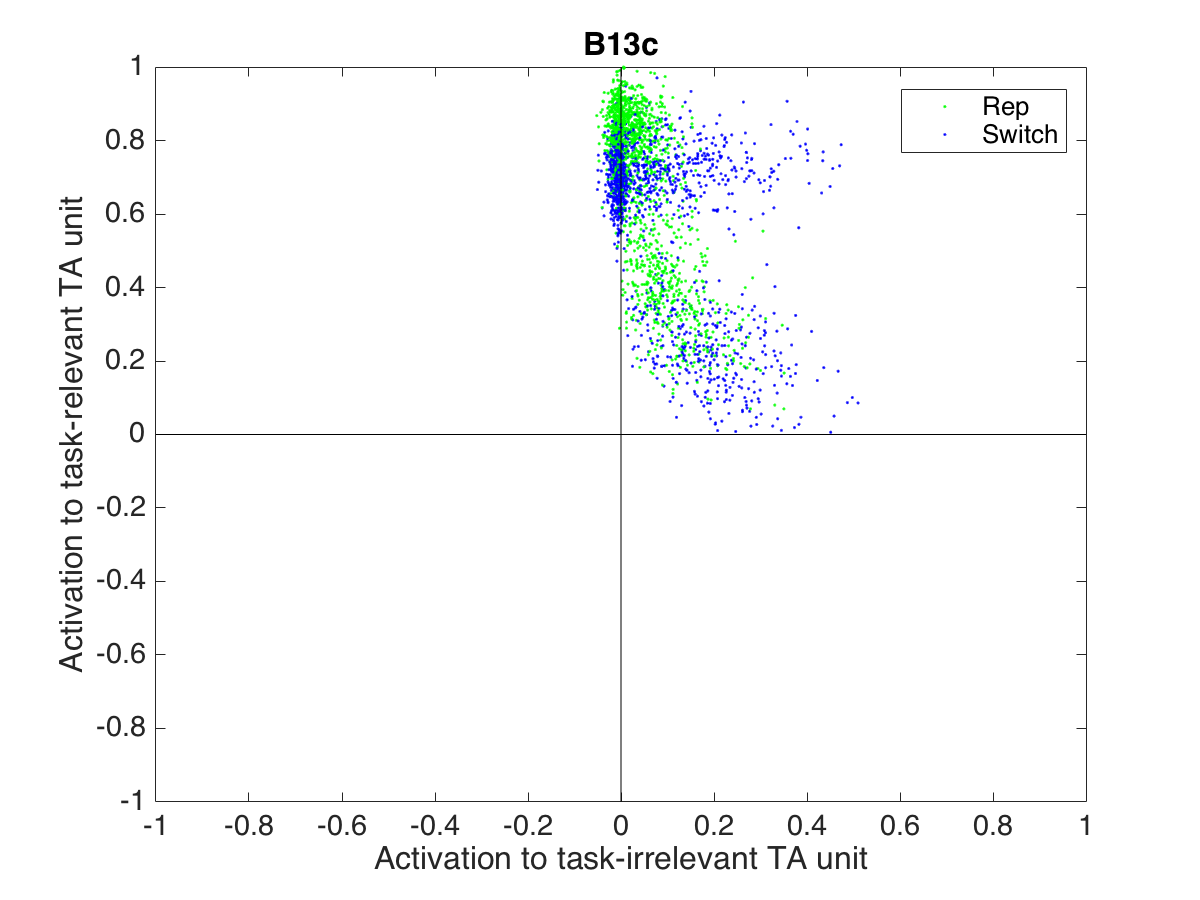 B13c
Rep
Switch
Activation to task-relevant TA unit
1
0.8
0.6
0.4
0.2
0
-0.2
-0.4
-0.6
-0.8
-1
-1 -0.8 -0.6 -0.4 -0.2 0 0.2 0.4 0.6 0.8 1
Activation to task-irrelevant TA unit